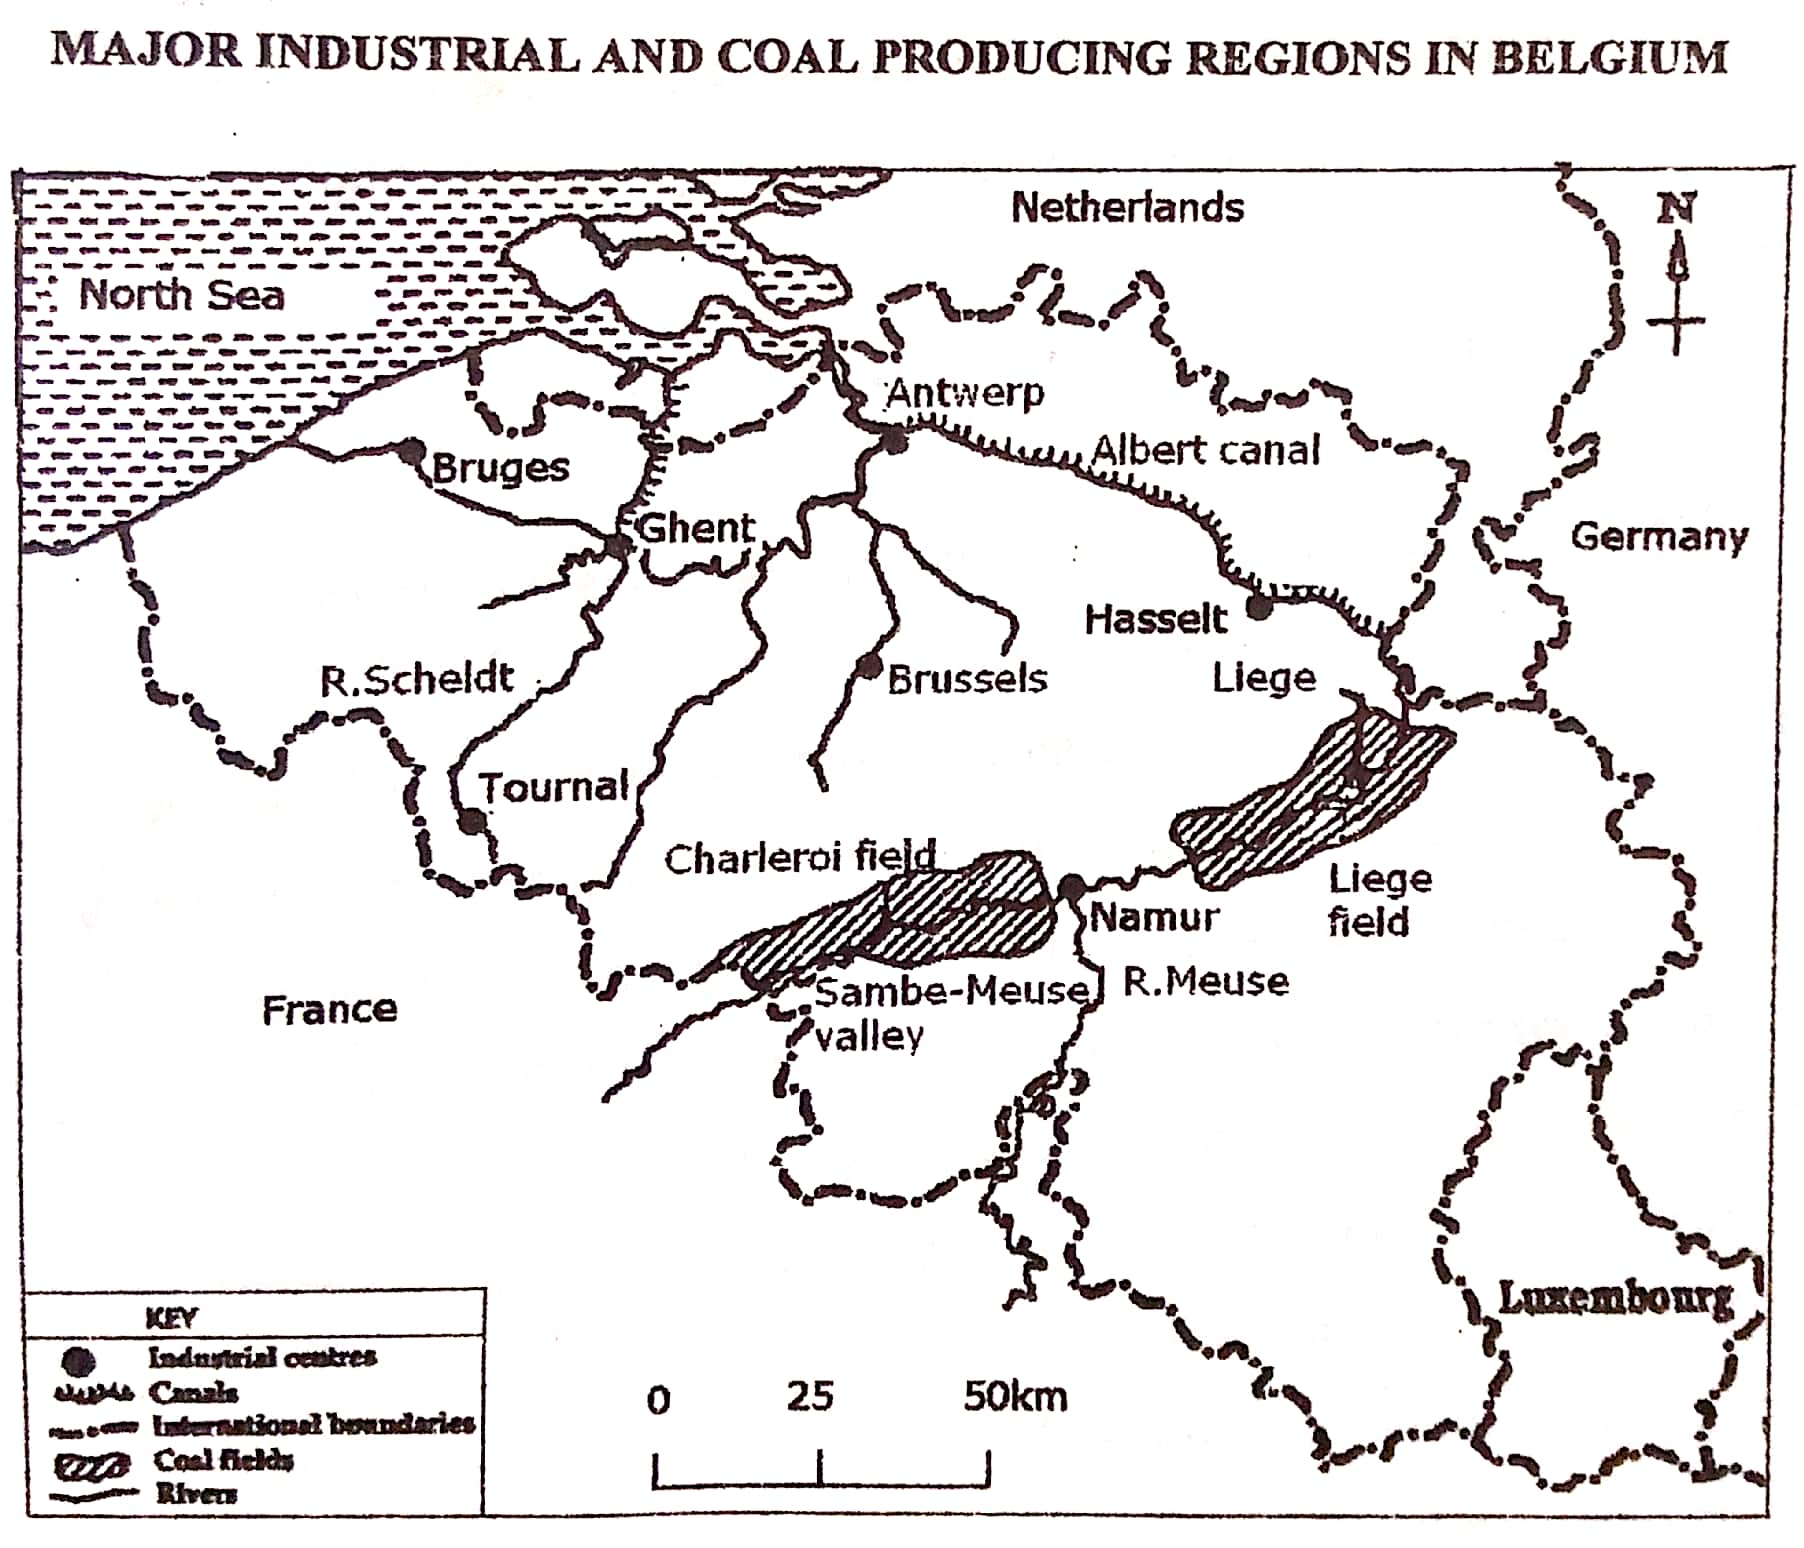 MAJOR INDUSTRIAL AND COAL PRODUCING REGIONS IN BELGIUM
Netherlands
N
North Sea
Antwerp
Albert canal
Bruges
Ghent
Germany
Hasselt
R.Scheldt
Brussels
Liege
Tournal
Charleroi field
Liege
field
Namur
Sambe-Meuse
valley
R.Meuse
France
Luxembourg
KEY
Industrial centres
Canals
International boundaries
Coal fields
Rivers
0 25 50km